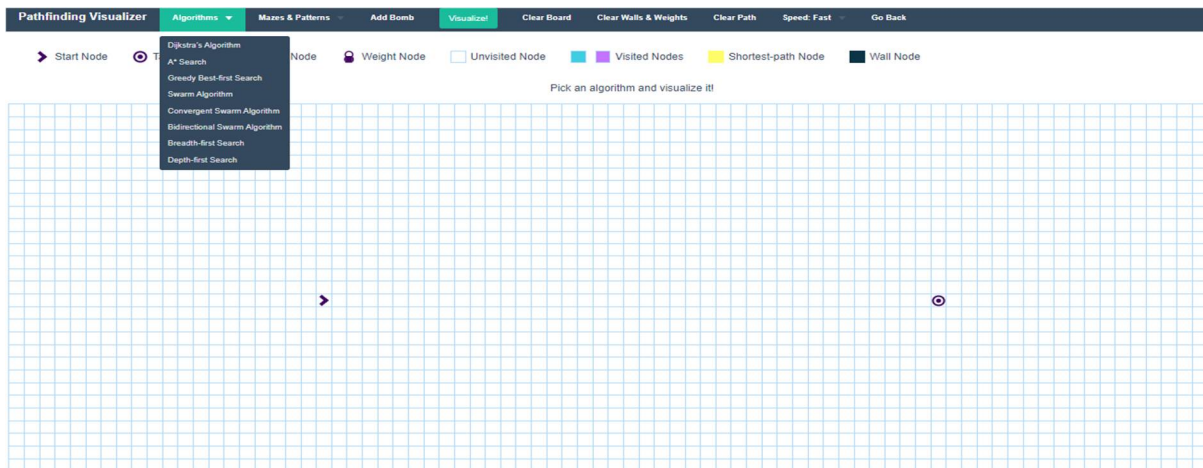 Pathfinding Visualizer Algorithms Mazes & Patterns Add Bomb Visualize! Clear Board Clear Walls & Weights Clear Path Speed: Fast Go Back
Start Node T Node Weight Node Unvisited Node Visited Nodes Shortest-path Node Wall Node
Dijkstra's Algorithm
A* Search
Greedy Best-first Search
Swarm Algorithm
Convergent Swarm Algorithm
Bidirectional Swarm Algorithm
Breadth-first Search
Depth-first Search
Pick an algorithm and visualize it!